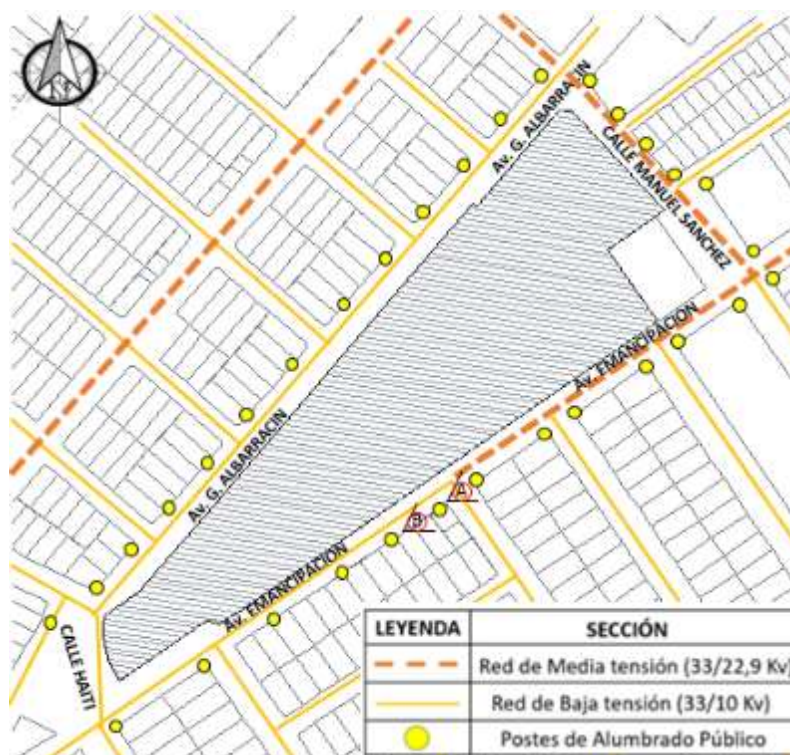 N
Av. G. ALBARRACIN
CALLE MANUEL SANCHEZ
Av. EMANCIPACION
Av. G. ALBARRACIN
A
B
Av. EMANCIPACION
CALLE HAITI
LEYENDA SECCIÓN
Red de Media tensión (33/22,9 Kv)
Red de Baja tensión (33/10 Kv)
Postes de Alumbrado Público